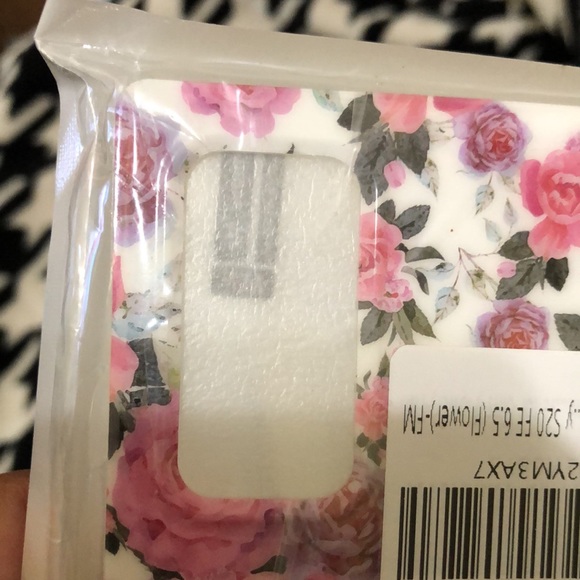 ...y S20 FE 6.5 (Flower)-FM
2YM3AX7